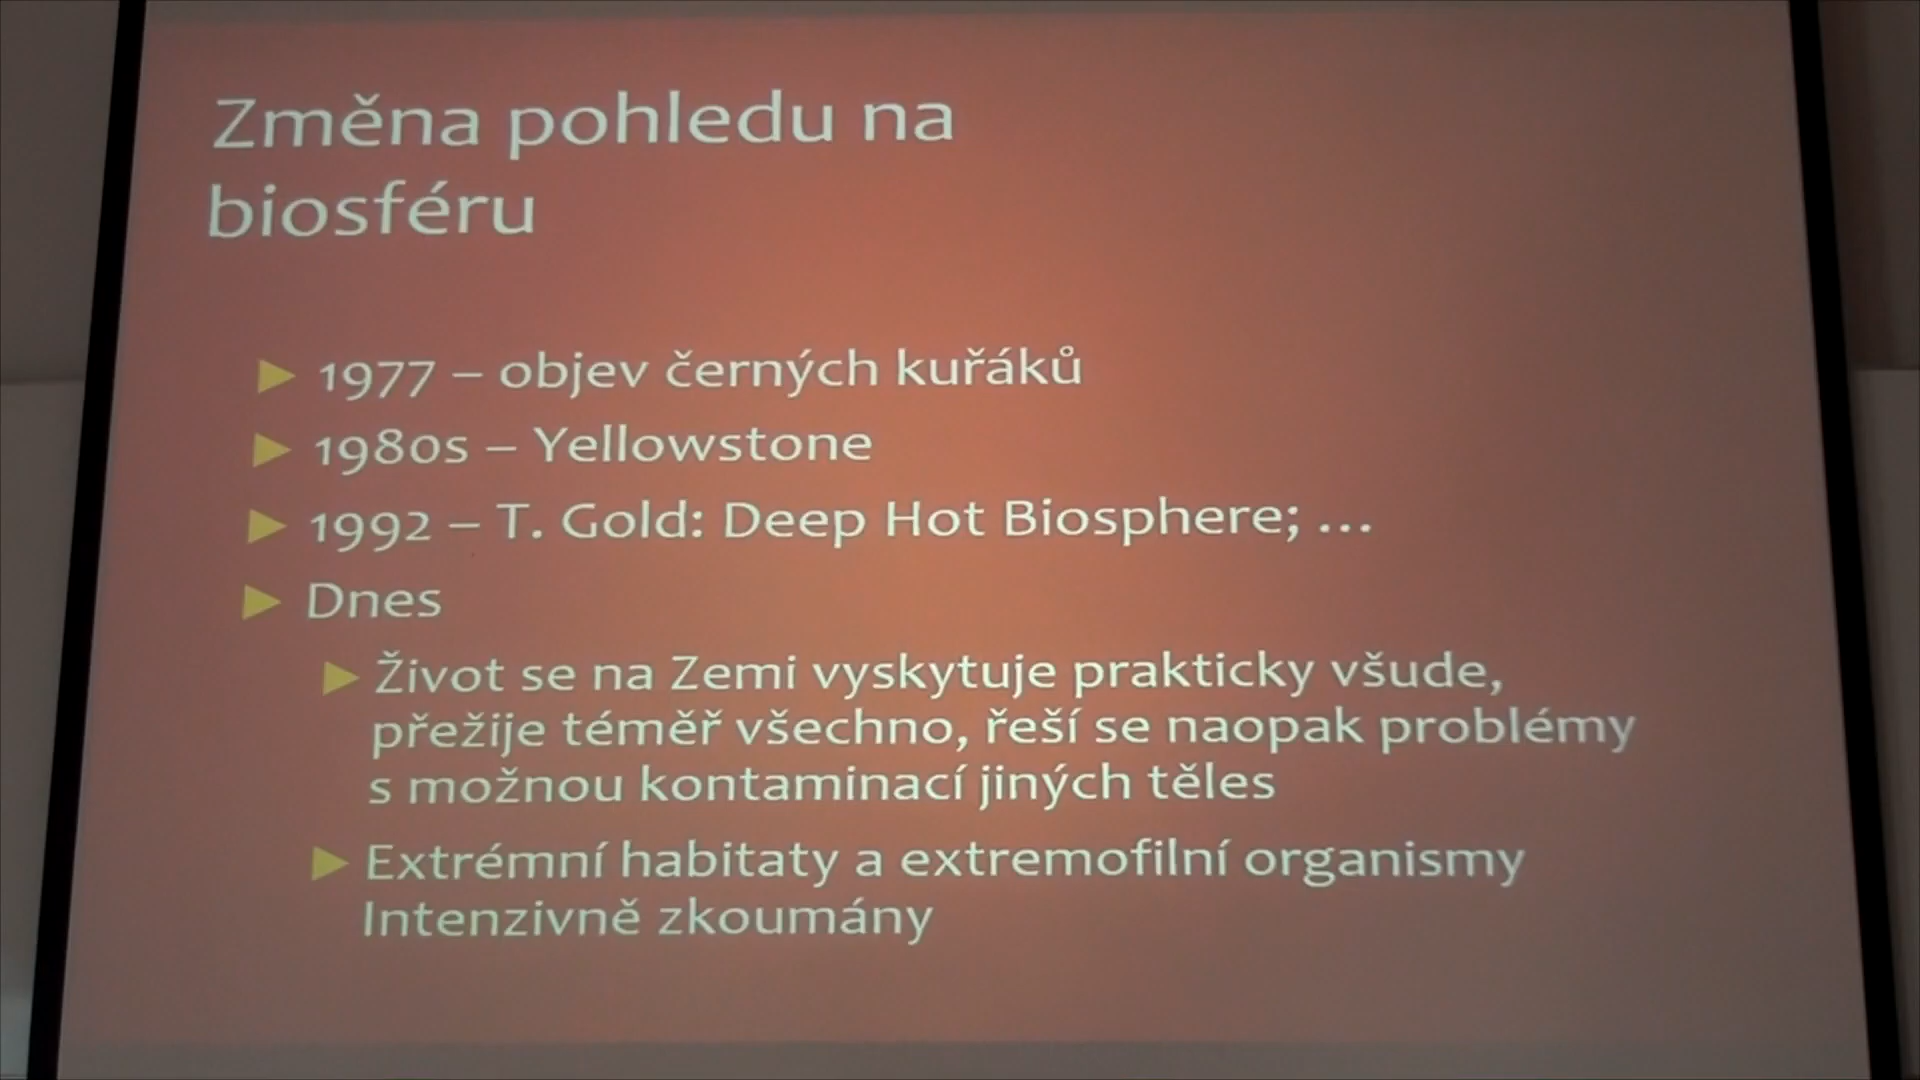 Změna pohledu na
biosféru
1977 – objev černých kuřáků
1980s – Yellowstone
1992 – T. Gold: Deep Hot Biosphere; ...
Dnes
Život se na Zemi vyskytuje prakticky všude,
přežije téměř všechno, řeší se naopak problémy
s možnou kontaminací jiných těles
Extrémní habitaty a extremofilní organismy
Intenzivně zkoumány